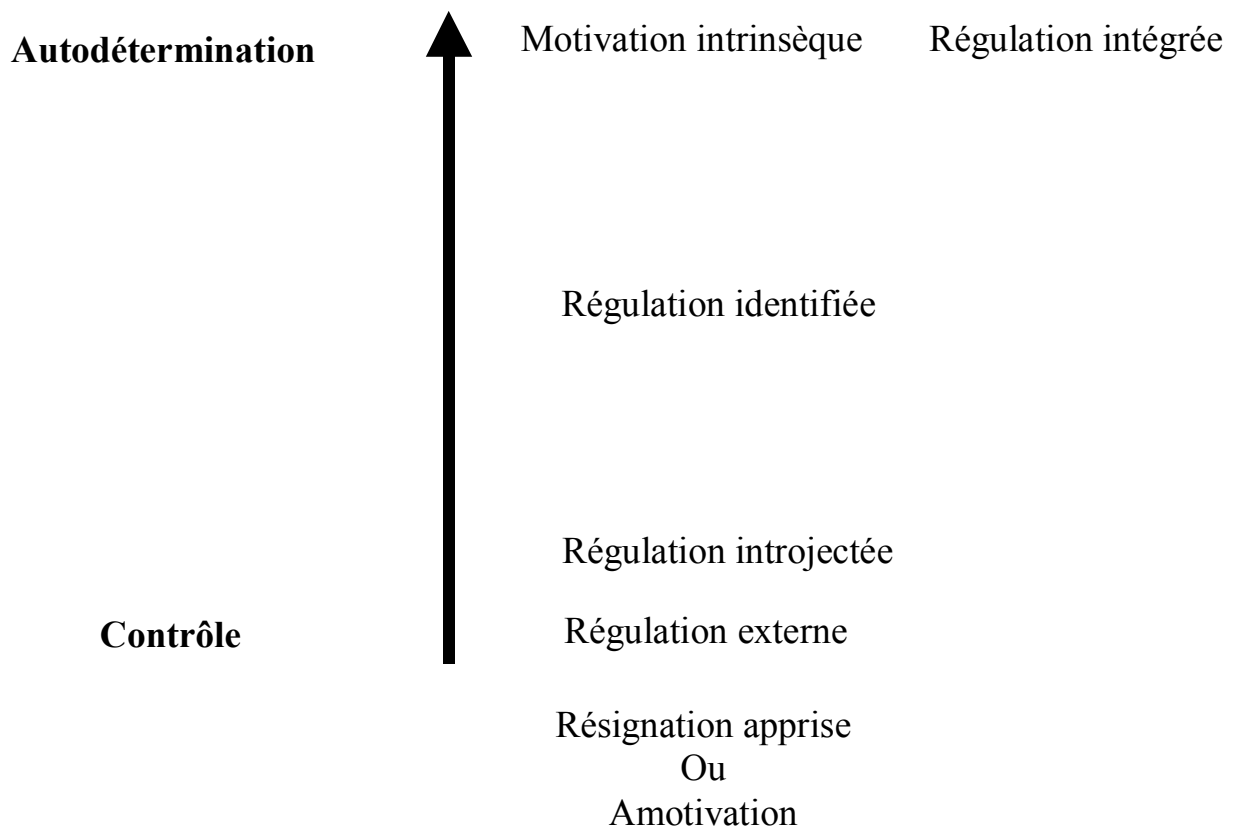 Autodétermination
Motivation intrinsèque
Régulation intégrée
Régulation identifiée
Régulation introjectée
Contrôle
Régulation externe
Résignation apprise
Ou
Amotivation